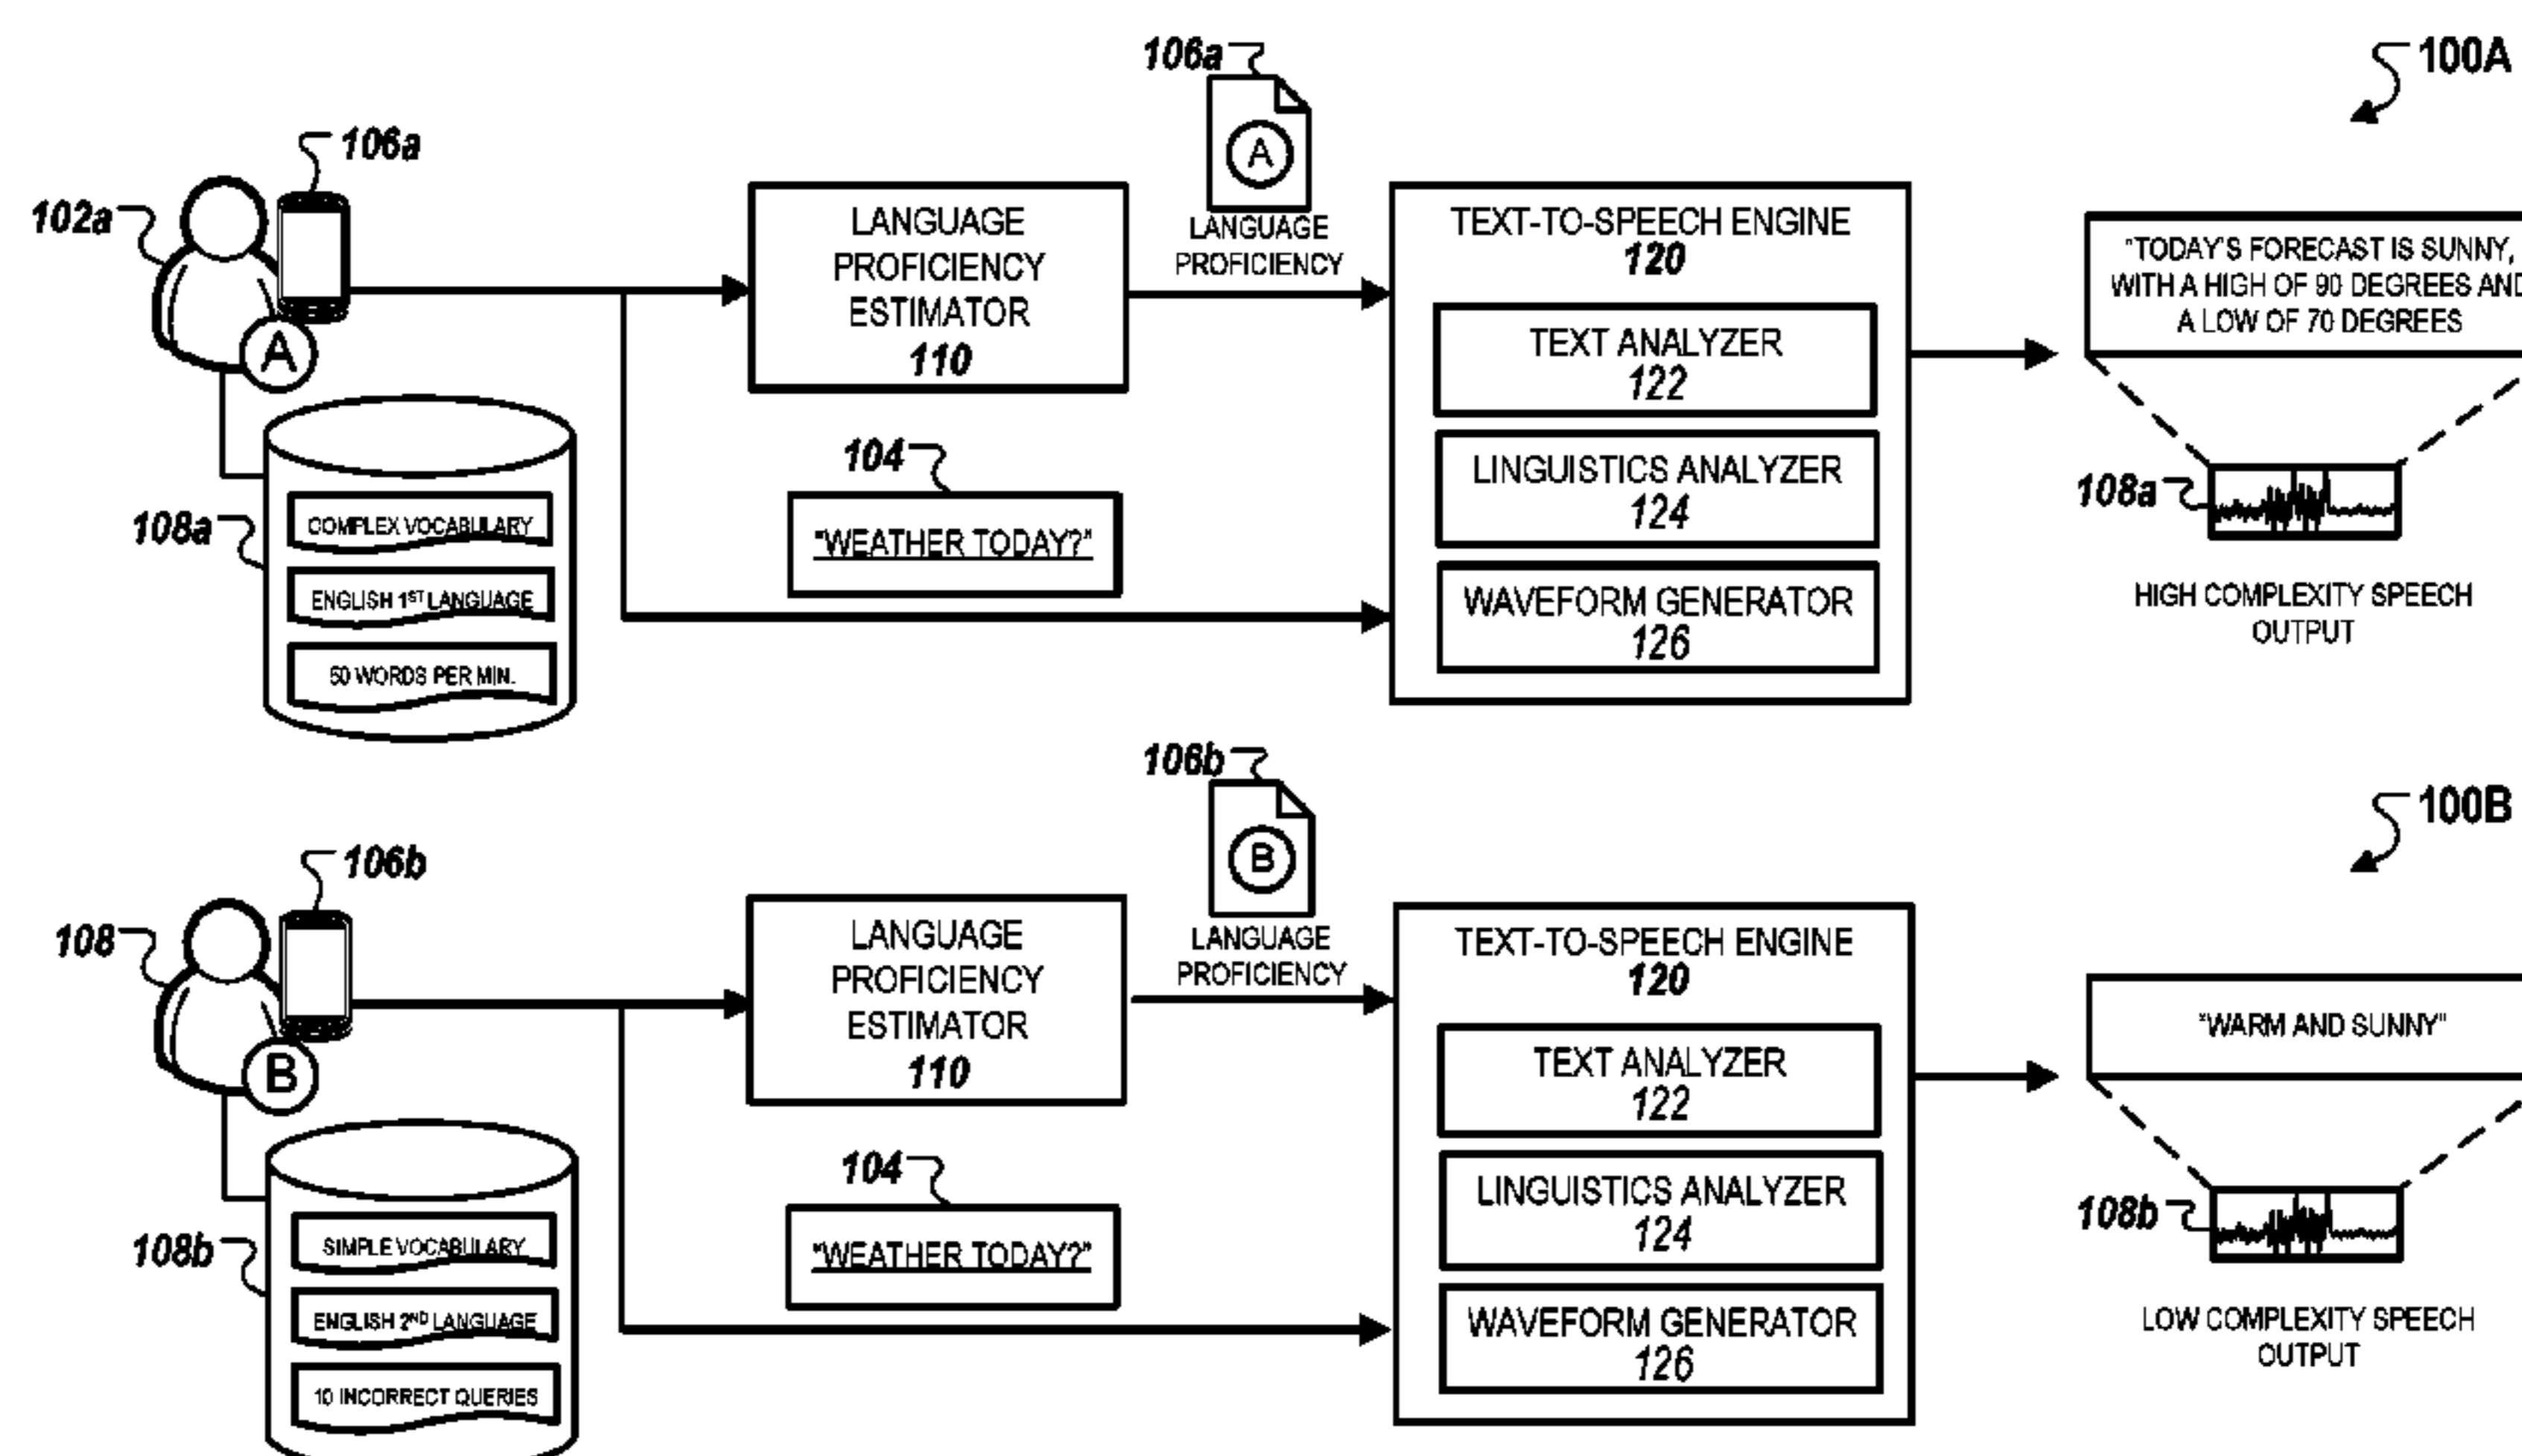 106a
100A
106a
102a
LANGUAGE
PROFICIENCY
ESTIMATOR
110
LANGUAGE
PROFICIENCY
TEXT-TO-SPEECH ENGINE
120
TEXT ANALYZER
122
LINGUISTICS ANALYZER
124
WAVEFORM GENERATOR
126
"TODAY'S FORECAST IS SUNNY,
WITH A HIGH OF 90 DEGREES AND
A LOW OF 70 DEGREES
104
"WEATHER TODAY?"
108a
COMPLEX VOCABULARY
ENGLISH 1ST LANGUAGE
50 WORDS PER MIN.
108a
HIGH COMPLEXITY SPEECH
OUTPUT
A
A
106b
100B
106b
108
LANGUAGE
PROFICIENCY
ESTIMATOR
110
LANGUAGE
PROFICIENCY
TEXT-TO-SPEECH ENGINE
120
TEXT ANALYZER
122
LINGUISTICS ANALYZER
124
WAVEFORM GENERATOR
126
"WARM AND SUNNY"
104
"WEATHER TODAY?"
108b
SIMPLE VOCABULARY
ENGLISH 2ND LANGUAGE
10 INCORRECT QUERIES
108b
LOW COMPLEXITY SPEECH
OUTPUT
B
B